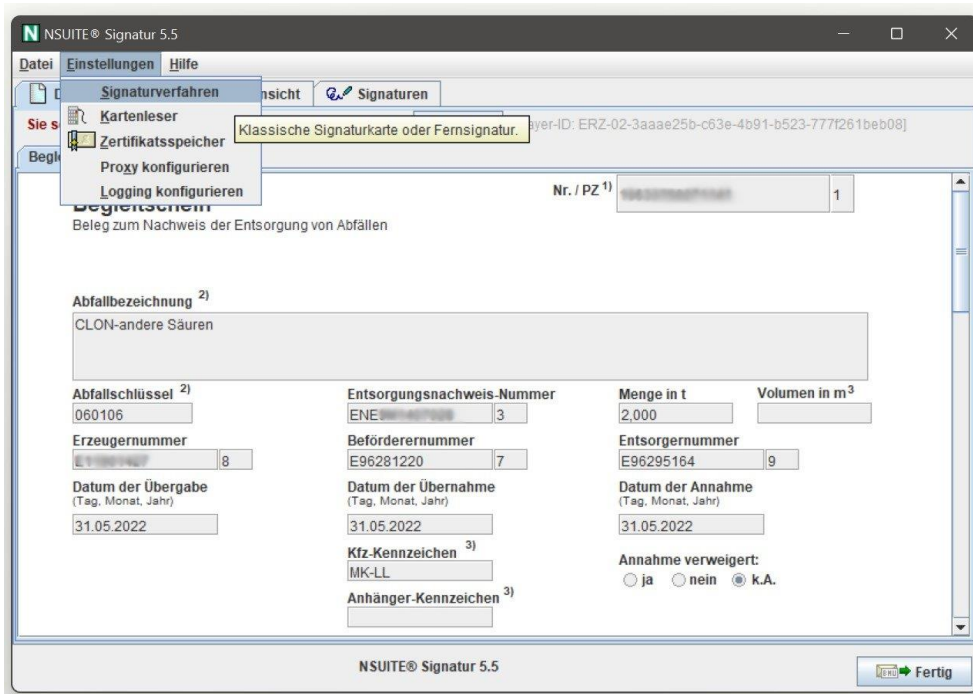 NSUITE® Signatur 5.5
Datei Einstellungen Hilfe
nsicht Signaturen
Signaturverfahren
Kartenleser
Zertifikatsspeicher
Proxy konfigurieren
Logging konfigurieren
Klassische Signaturkarte oder Fernsignatur.
Sie s ayer-ID: ERZ-02-3aaae25b-c63e-4b91-b523-777f261beb08]
Begle
Begleitschein
Nr. / PZ 1) 1
Beleg zum Nachweis der Entsorgung von Abfällen
Abfallbezeichnung 2)
CLON-andere Säuren
Abfallschlüssel 2) Entsorgungsnachweis-Nummer Menge in t Volumen in m3
060106 ENE 3 2,000
Erzeugernummer Beförderernummer Entsorgernummer
8 E96281220 7 E96295164 9
Datum der Übergabe Datum der Übernahme Datum der Annahme
(Tag, Monat, Jahr) (Tag, Monat, Jahr) (Tag, Monat, Jahr)
31.05.2022 31.05.2022 31.05.2022
Kfz-Kennzeichen 3)
MK-LL
Annahme verweigert:
ja nein k.A.
Anhänger-Kennzeichen 3)
NSUITE® Signatur 5.5
Fertig